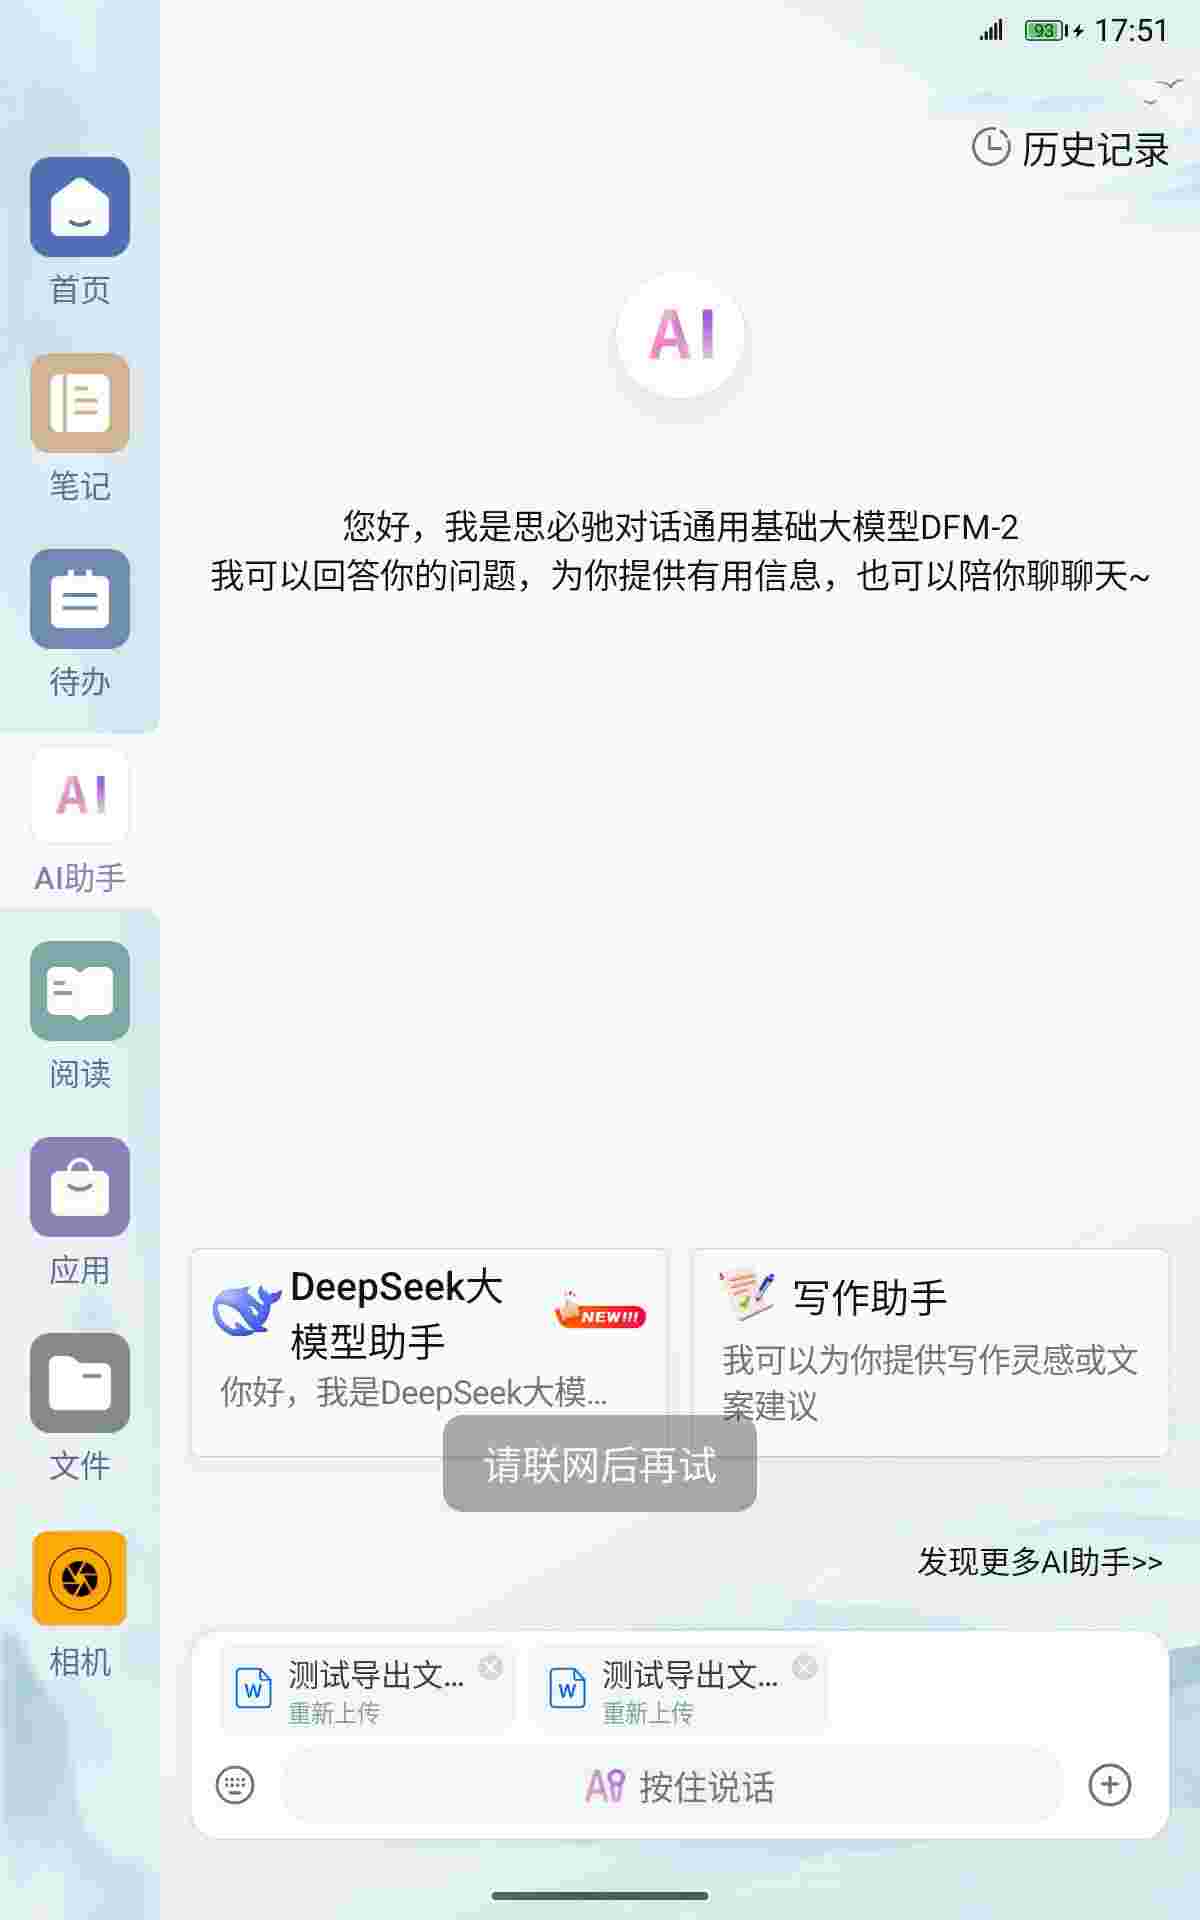 93 17:51
历史记录
首页
AI
笔记
您好，我是思必驰对话通用基础大模型DFM-2
我可以回答你的问题，为你提供有用信息，也可以陪你聊聊天~
待办
AI
AI助手
阅读
应用
DeepSeek大
模型助手
NEW!!!
你好，我是DeepSeek大模...
写作助手
我可以为你提供写作灵感或文
案建议
文件
请联网后再试
发现更多AI助手>>
相机
W 测试导出文...
重新上传
W 测试导出文...
重新上传
按住说话